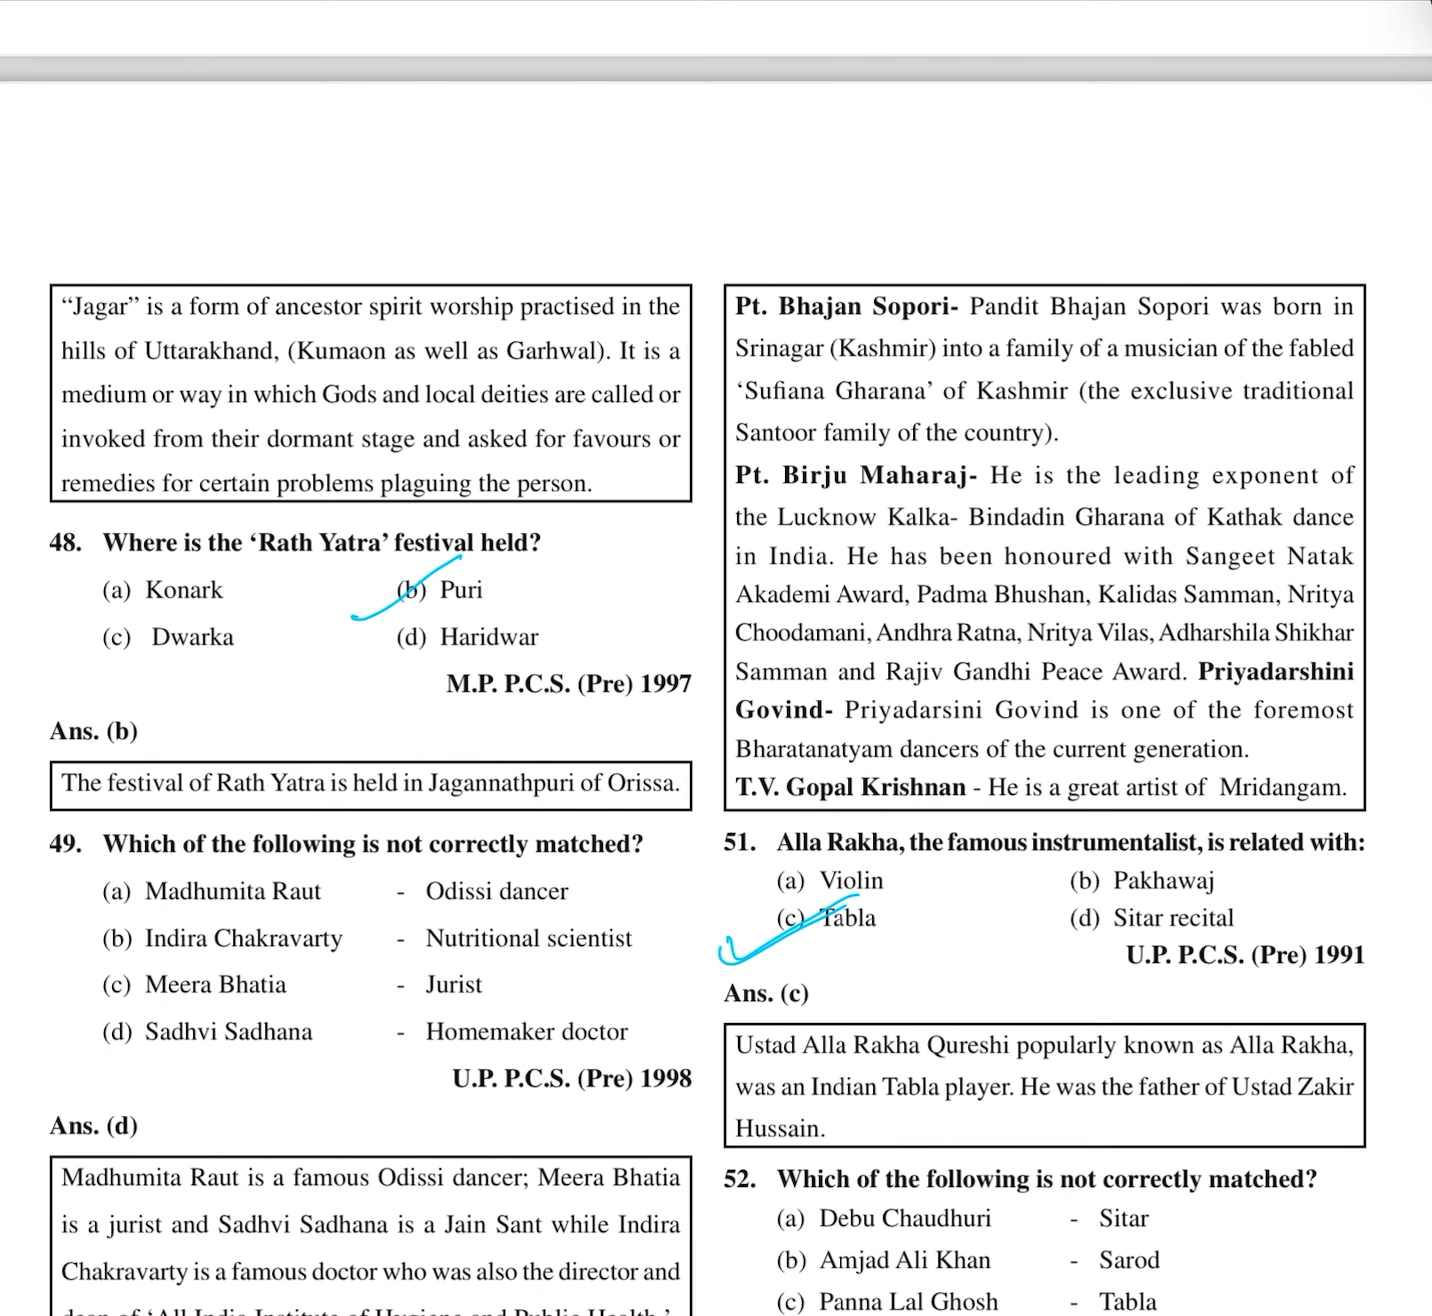 “Jagar” is a form of ancestor spirit worship practised in the
hills of Uttarakhand, (Kumaon as well as Garhwal). It is a
medium or way in which Gods and local deities are called or
invoked from their dormant stage and asked for favours or
remedies for certain problems plaguing the person.
48. Where is the ‘Rath Yatra’ festival held?
(a) Konark (b) Puri
(c) Dwarka (d) Haridwar
M.P. P.C.S. (Pre) 1997
Ans. (b)
The festival of Rath Yatra is held in Jagannathpuri of Orissa.
49. Which of the following is not correctly matched?
(a) Madhumita Raut - Odissi dancer
(b) Indira Chakravarty - Nutritional scientist
(c) Meera Bhatia - Jurist
(d) Sadhvi Sadhana - Homemaker doctor
U.P. P.C.S. (Pre) 1998
Ans. (d)
Madhumita Raut is a famous Odissi dancer; Meera Bhatia
is a jurist and Sadhvi Sadhana is a Jain Sant while Indira
Chakravarty is a famous doctor who was also the director and
dean of ‘All India Institute of Hygiene and Public Health.’
Pt. Bhajan Sopori- Pandit Bhajan Sopori was born in
Srinagar (Kashmir) into a family of a musician of the fabled
‘Sufiana Gharana’ of Kashmir (the exclusive traditional
Santoor family of the country).
Pt. Birju Maharaj- He is the leading exponent of
the Lucknow Kalka- Bindadin Gharana of Kathak dance
in India. He has been honoured with Sangeet Natak
Akademi Award, Padma Bhushan, Kalidas Samman, Nritya
Choodamani, Andhra Ratna, Nritya Vilas, Adharshila Shikhar
Samman and Rajiv Gandhi Peace Award. Priyadarshini
Govind- Priyadarsini Govind is one of the foremost
Bharatanatyam dancers of the current generation.
T.V. Gopal Krishnan - He is a great artist of Mridangam.
51. Alla Rakha, the famous instrumentalist, is related with:
(a) Violin (b) Pakhawaj
(c) Tabla (d) Sitar recital
U.P. P.C.S. (Pre) 1991
Ans. (c)
Ustad Alla Rakha Qureshi popularly known as Alla Rakha,
was an Indian Tabla player. He was the father of Ustad Zakir
Hussain.
52. Which of the following is not correctly matched?
(a) Debu Chaudhuri - Sitar
(b) Amjad Ali Khan - Sarod
(c) Panna Lal Ghosh - Tabla